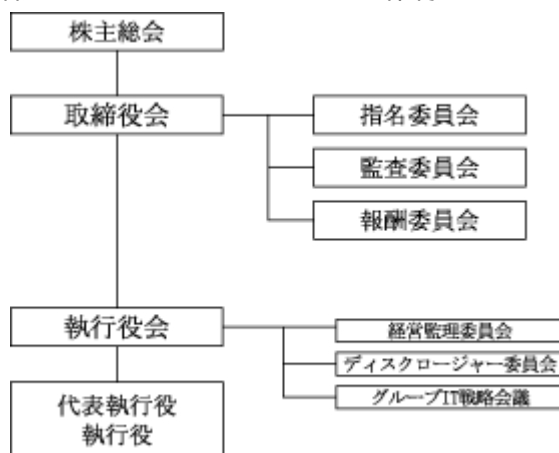 株主総会
取締役会
指名委員会
監査委員会
報酬委員会
執行役会
経営監理委員会
ディスクロージャー委員会
グループIT戦略会議
代表執行役
執行役